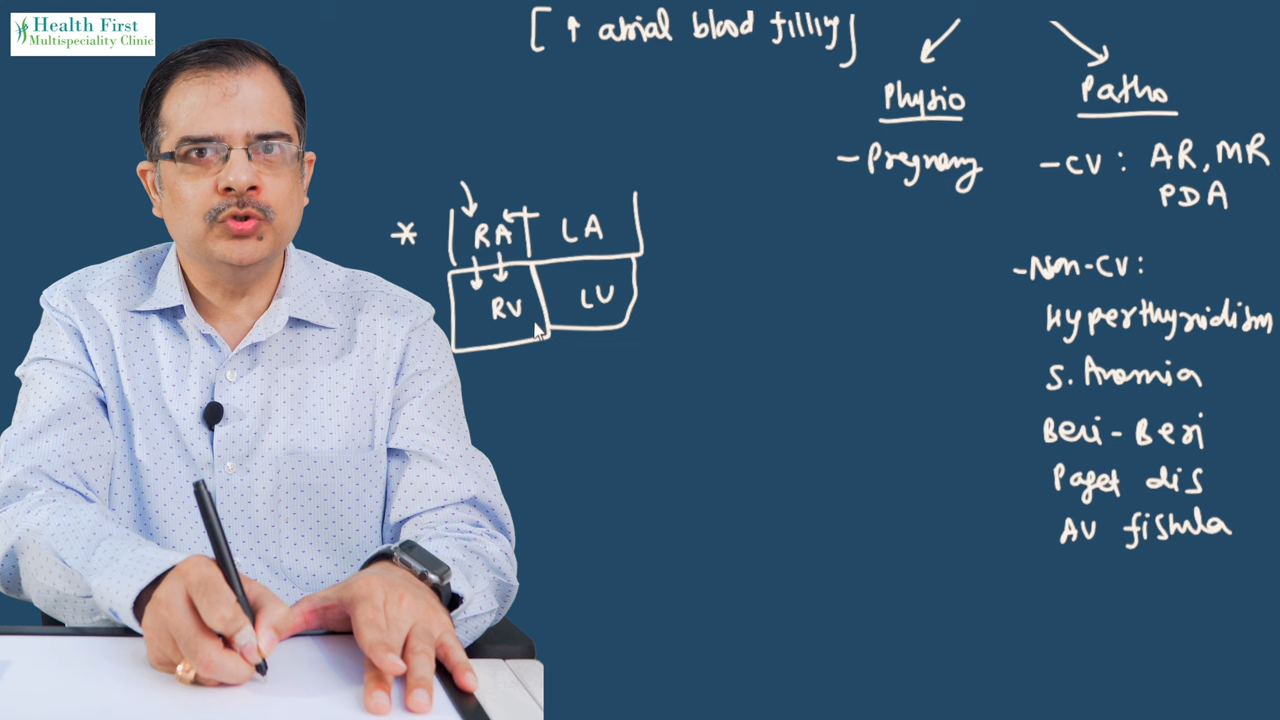 Health First
Multispeciality Clinic
[ ↑ atrial blood filling ]
Physio
- Pregnancy
Patho
- CV : AR, MR
PDA
* RA LA
RV LV
- Non-CV :
Hyperthyroidism
S. Anemia
Beri-Beri
Paget dis
AV fistula